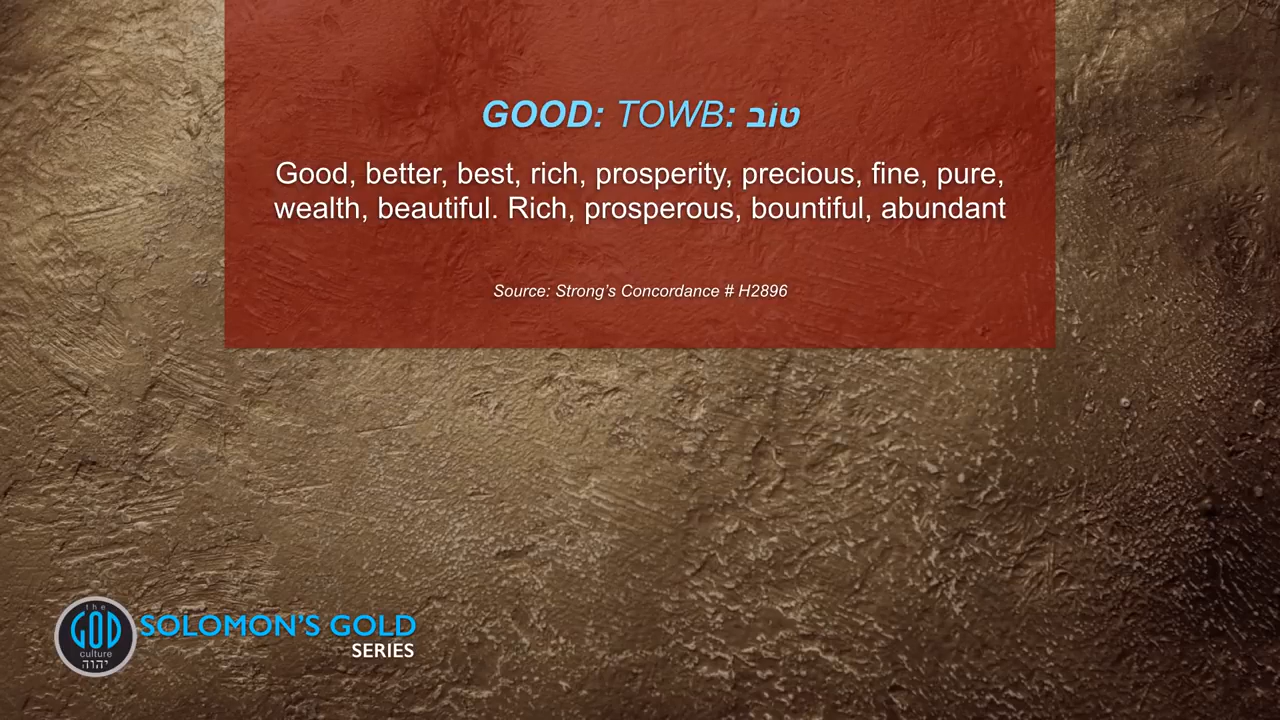 GOOD: TOWB: טוֹב
Good, better, best, rich, prosperity, precious, fine, pure,
wealth, beautiful. Rich, prosperous, bountiful, abundant
Source: Strong's Concordance # H2896
the
GOD
culture
יהוה
SOLOMON'S GOLD
SERIES